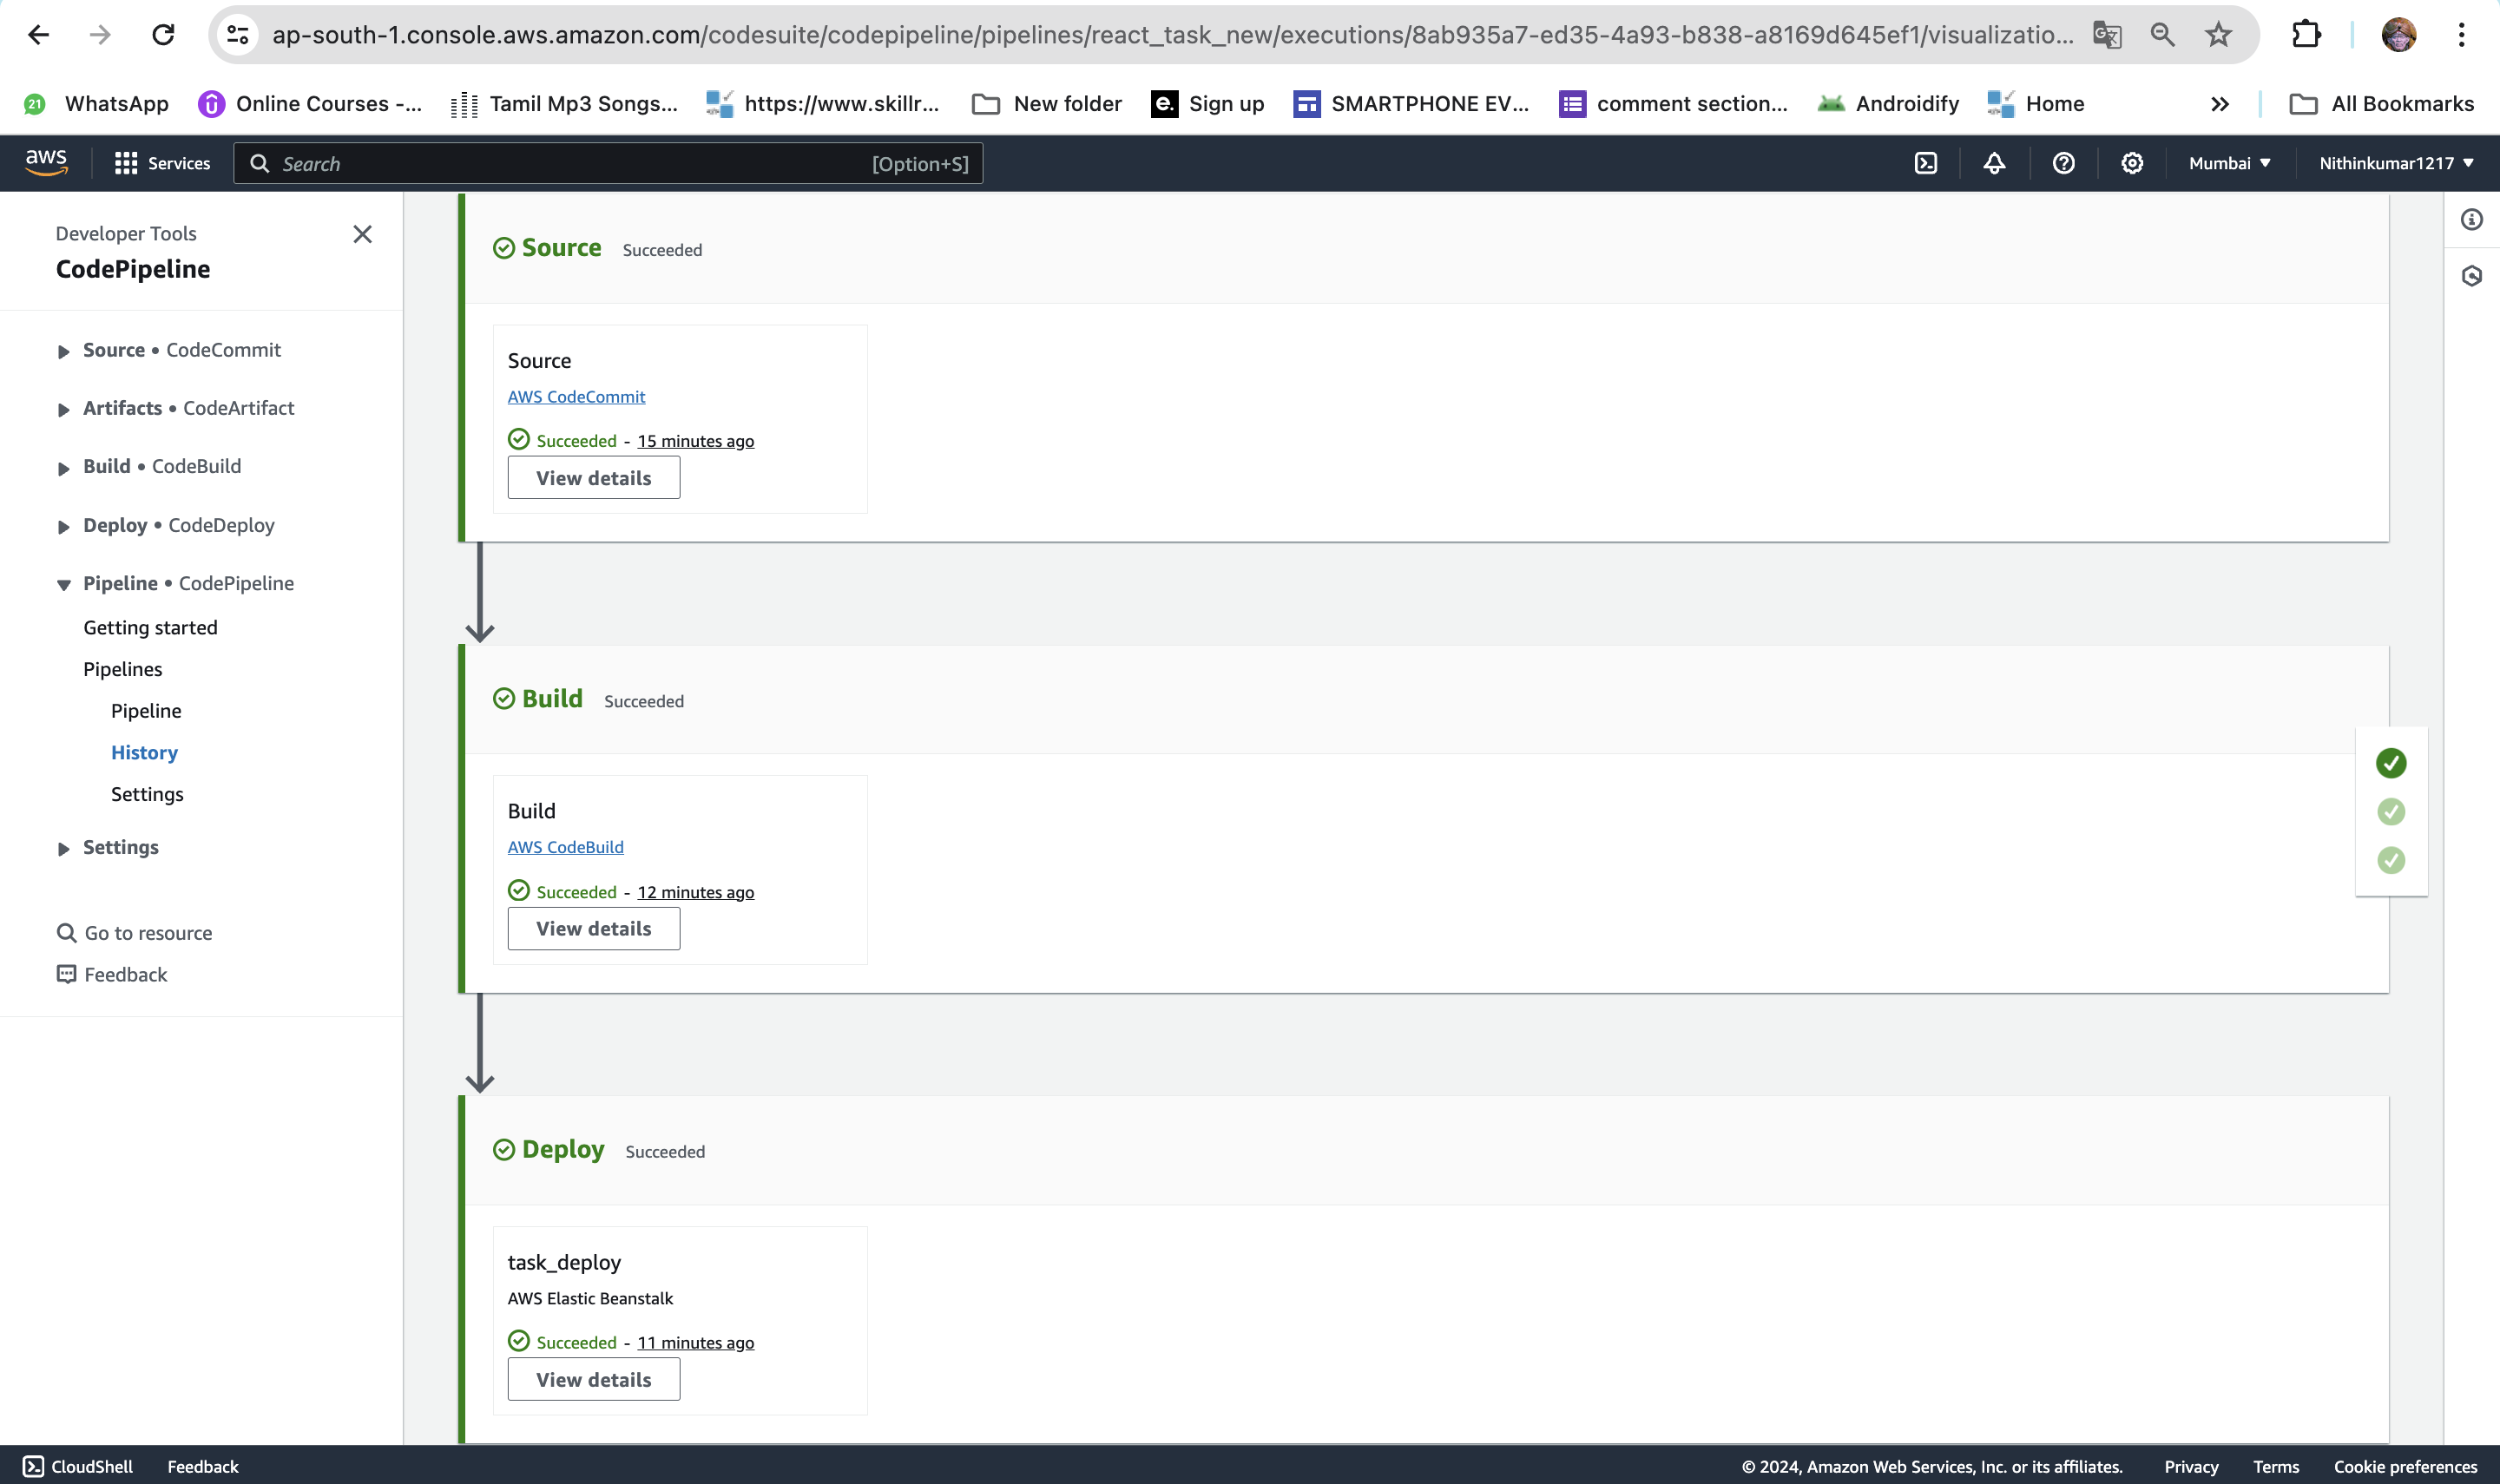 ap-south-1.console.aws.amazon.com/codesuite/codepipeline/pipelines/react_task_new/executions/8ab935a7-ed35-4a93-b838-a8169d645ef1/visualizatio...
21 WhatsApp Online Courses -... Tamil Mp3 Songs... https://www.skillr... New folder e. Sign up SMARTPHONE EV... comment section... Androidify Home » All Bookmarks
aws Services Search [Option+S] Mumbai Nithinkumar1217
Developer Tools
CodePipeline
Source • CodeCommit
Artifacts • CodeArtifact
Build • CodeBuild
Deploy • CodeDeploy
Pipeline • CodePipeline
Getting started
Pipelines
Pipeline
History
Settings
Settings
Go to resource
Feedback
Source Succeeded
Source
AWS CodeCommit
Succeeded - 15 minutes ago
View details
Build Succeeded
Build
AWS CodeBuild
Succeeded - 12 minutes ago
View details
Deploy Succeeded
task_deploy
AWS Elastic Beanstalk
Succeeded - 11 minutes ago
View details
CloudShell Feedback © 2024, Amazon Web Services, Inc. or its affiliates. Privacy Terms Cookie preferences